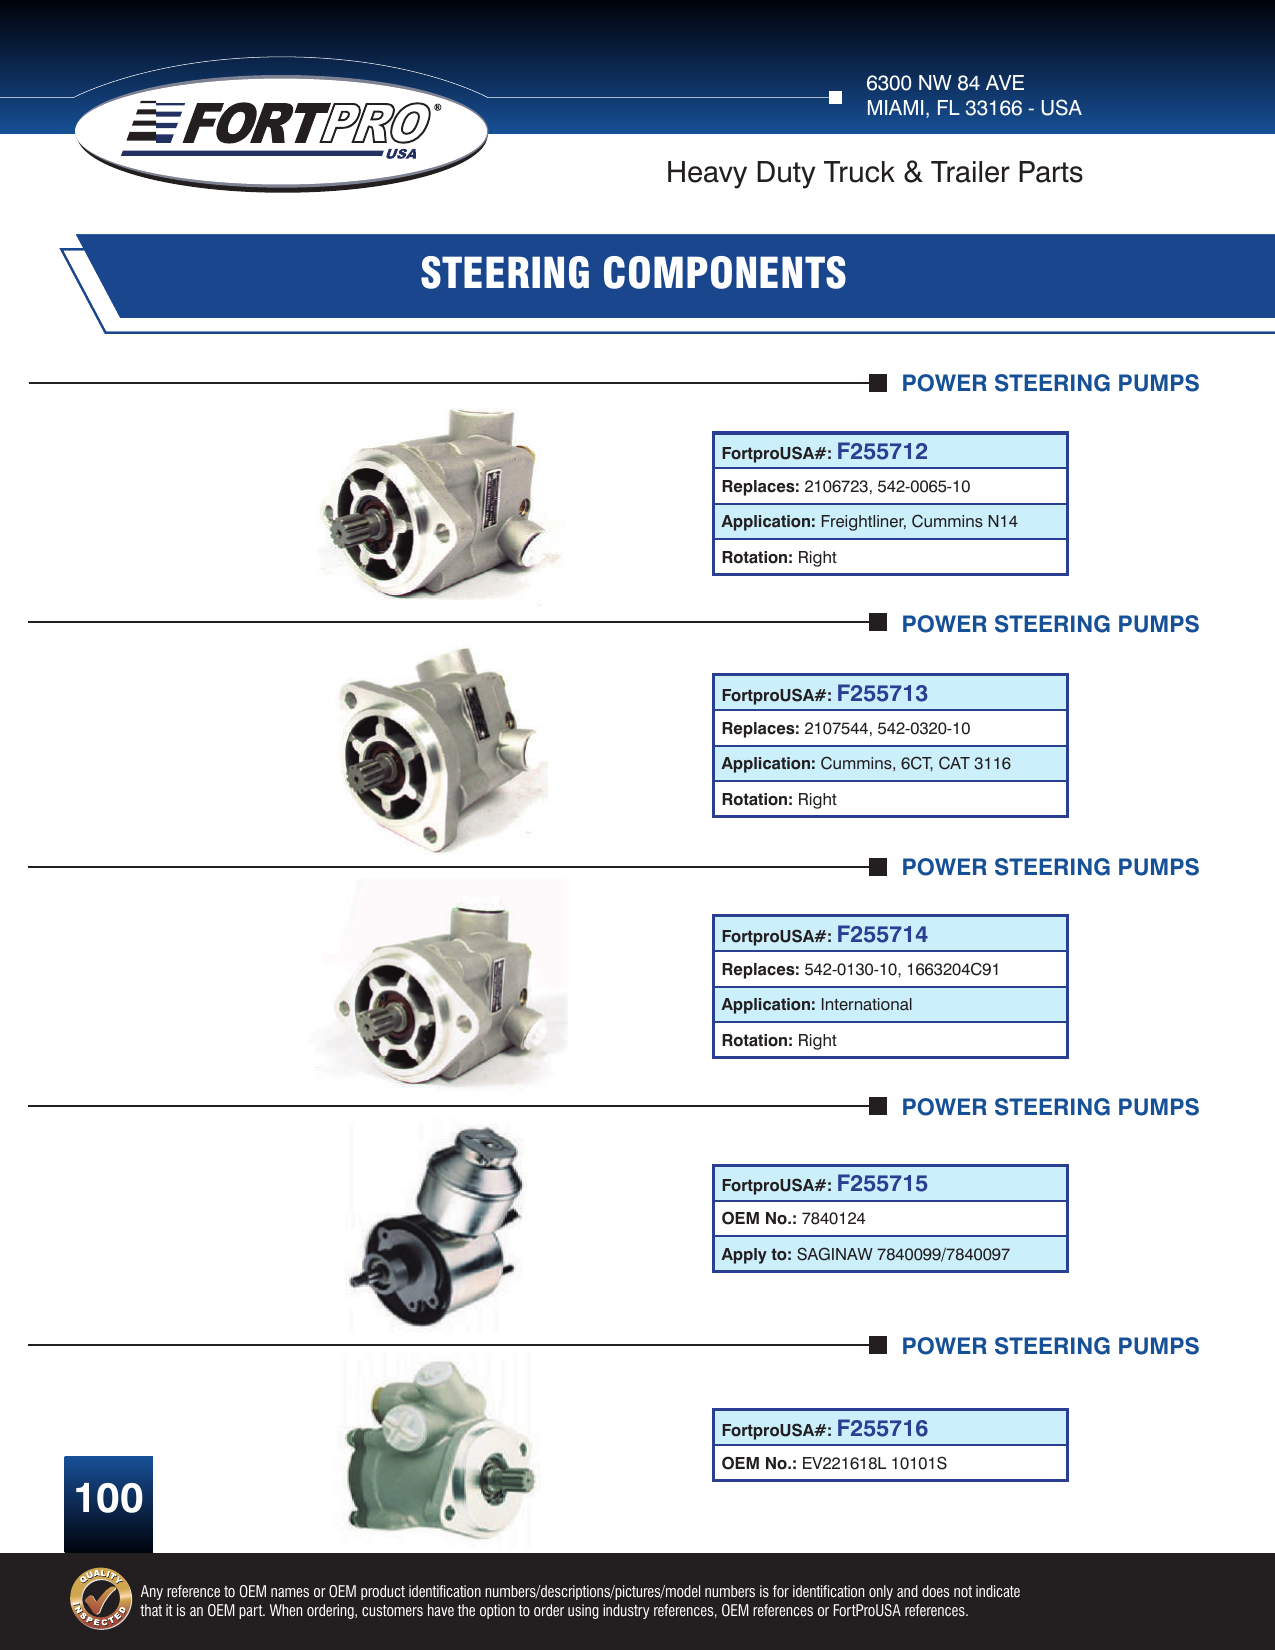 6300 NW 84 AVE
MIAMI, FL 33166 - USA
FORTPRO®
USA
Heavy Duty Truck & Trailer Parts
STEERING COMPONENTS
POWER STEERING PUMPS
FortproUSA#: F255712
Replaces: 2106723, 542-0065-10
Application: Freightliner, Cummins N14
Rotation: Right
POWER STEERING PUMPS
FortproUSA#: F255713
Replaces: 2107544, 542-0320-10
Application: Cummins, 6CT, CAT 3116
Rotation: Right
POWER STEERING PUMPS
FortproUSA#: F255714
Replaces: 542-0130-10, 1663204C91
Application: International
Rotation: Right
POWER STEERING PUMPS
FortproUSA#: F255715
OEM No.: 7840124
Apply to: SAGINAW 7840099/7840097
POWER STEERING PUMPS
FortproUSA#: F255716
OEM No.: EV221618L 10101S
100
QUALITY
INSPECTED
Any reference to OEM names or OEM product identification numbers/descriptions/pictures/model numbers is for identification only and does not indicate
that it is an OEM part. When ordering, customers have the option to order using industry references, OEM references or FortProUSA references.